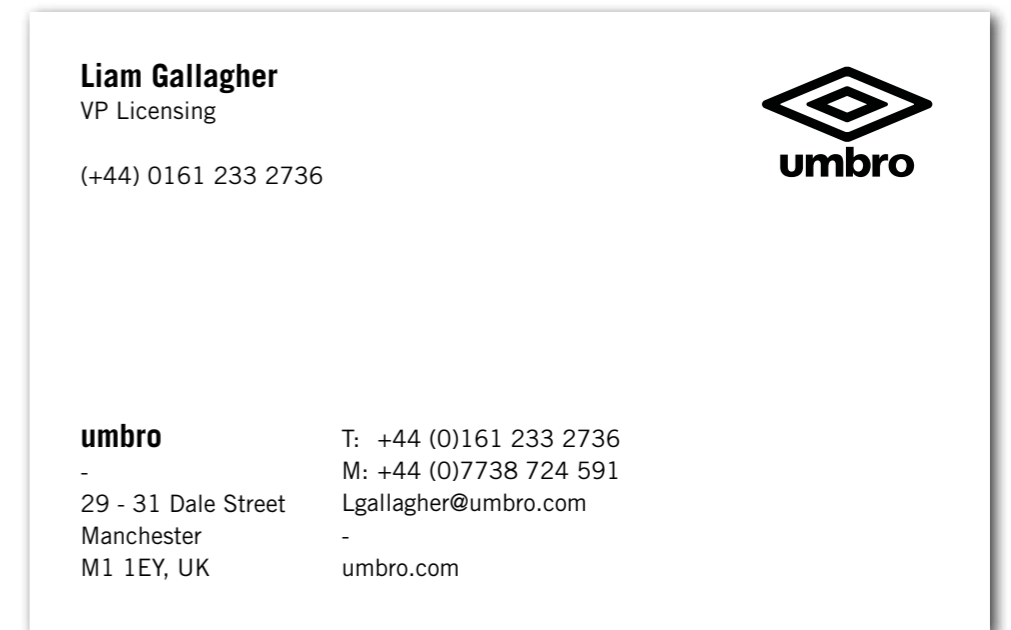 Liam Gallagher
VP Licensing
(+44) 0161 233 2736
umbro
umbro
-
29 - 31 Dale Street
Manchester
M1 1EY, UK
T: +44 (0)161 233 2736
M: +44 (0)7738 724 591
Lgallagher@umbro.com
-
umbro.com